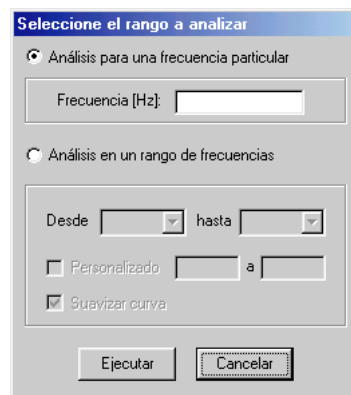 Seleccione el rango a analizar
Análisis para una frecuencia particular
Frecuencia [Hz]:
Análisis en un rango de frecuencias
Desde hasta
Personalizado a
Suavizar curva
Ejecutar Cancelar